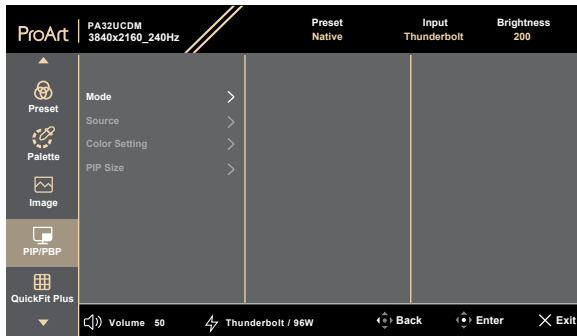 ProArt
PA32UCDM
3840x2160_240Hz
Preset
Native
Input
Thunderbolt
Brightness
200
Preset
Palette
Image
PIP/PBP
QuickFit Plus
Mode
Source
Color Setting
PIP Size
Volume 50
Thunderbolt / 96W
Back
Enter
Exit